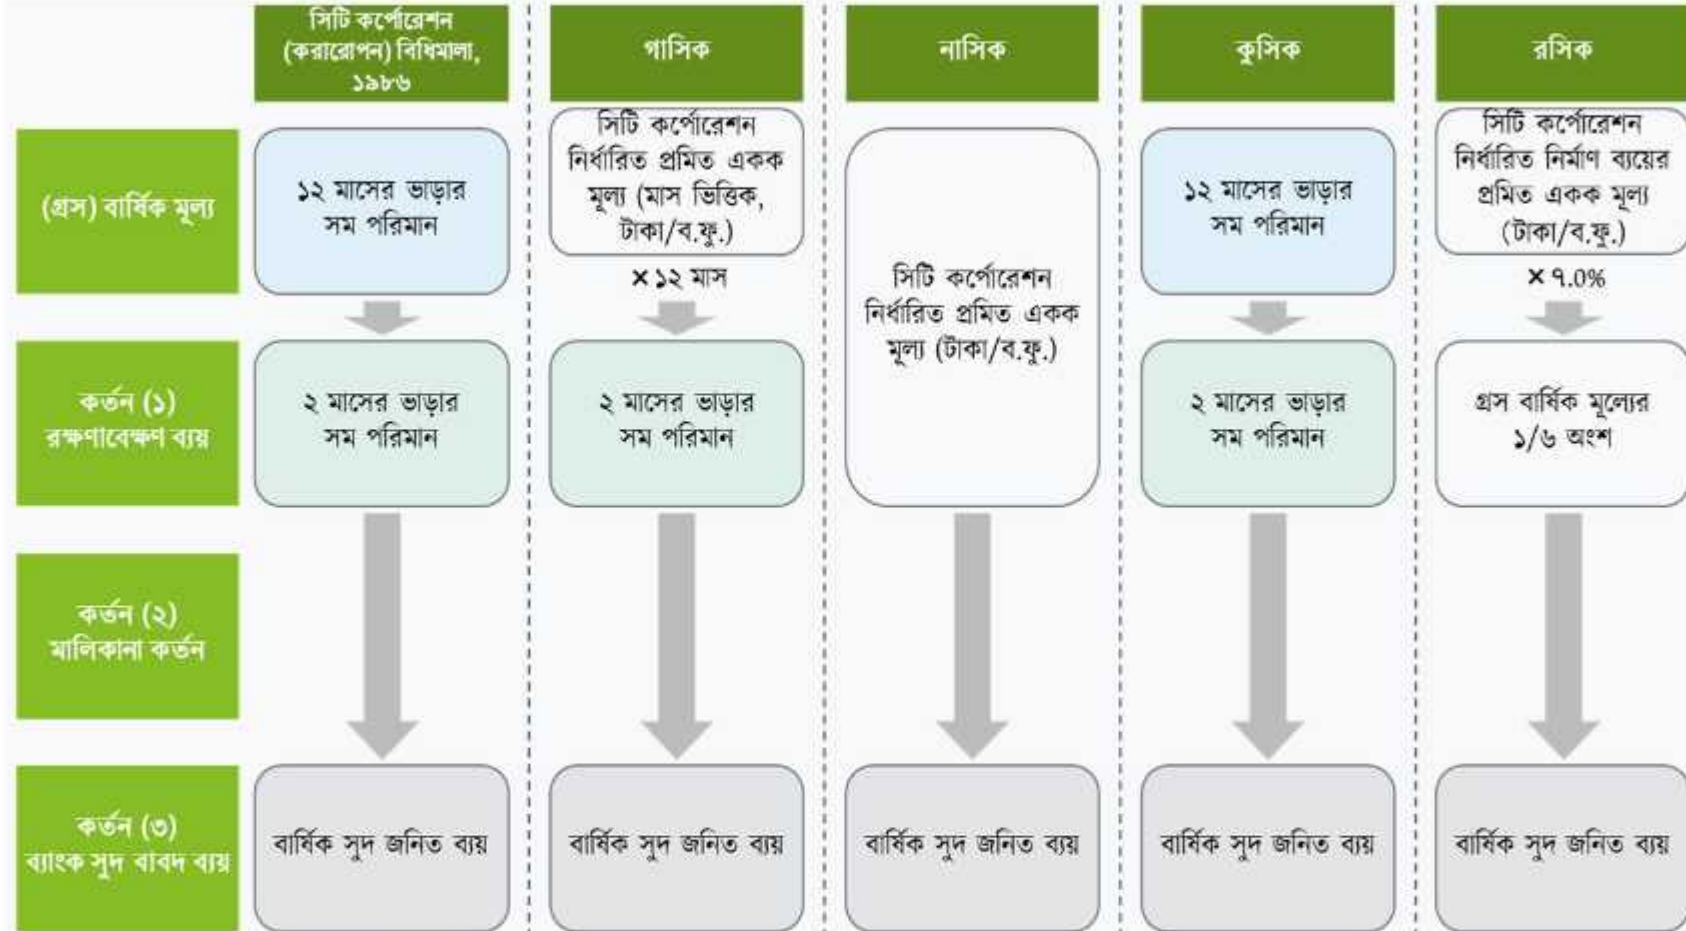 সিটি কর্পোরেশন
(করারোপন) বিধিমালা,
১৯৮৬
গাসিক
নাসিক
কুসিক
রসিক
(গ্রস) বার্ষিক মূল্য
১২ মাসের ভাড়ার
সম পরিমান
সিটি কর্পোরেশন
নির্ধারিত প্রমিত একক
মূল্য (মাস ভিত্তিক,
টাকা/ব.ফু.)
× ১২ মাস
সিটি কর্পোরেশন
নির্ধারিত প্রমিত একক
মূল্য (টাকা/ব.ফু.)
১২ মাসের ভাড়ার
সম পরিমান
সিটি কর্পোরেশন
নির্ধারিত নির্মাণ ব্যয়ের
প্রমিত একক মূল্য
(টাকা/ব.ফু.)
× ৭.0%
কর্তন (১)
রক্ষণাবেক্ষণ ব্যয়
২ মাসের ভাড়ার
সম পরিমান
২ মাসের ভাড়ার
সম পরিমান
২ মাসের ভাড়ার
সম পরিমান
গ্রস বার্ষিক মূল্যের
১/৬ অংশ
কর্তন (২)
মালিকানা কর্তন
কর্তন (৩)
ব্যাংক সুদ বাবদ ব্যয়
বার্ষিক সুদ জনিত ব্যয়
বার্ষিক সুদ জনিত ব্যয়
বার্ষিক সুদ জনিত ব্যয়
বার্ষিক সুদ জনিত ব্যয়
বার্ষিক সুদ জনিত ব্যয়